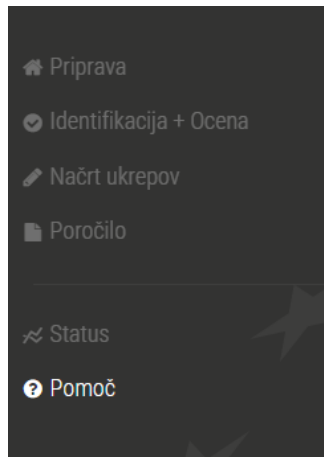 Priprava
Identifikacija + Ocena
Načrt ukrepov
Poročilo
Status
Pomoč